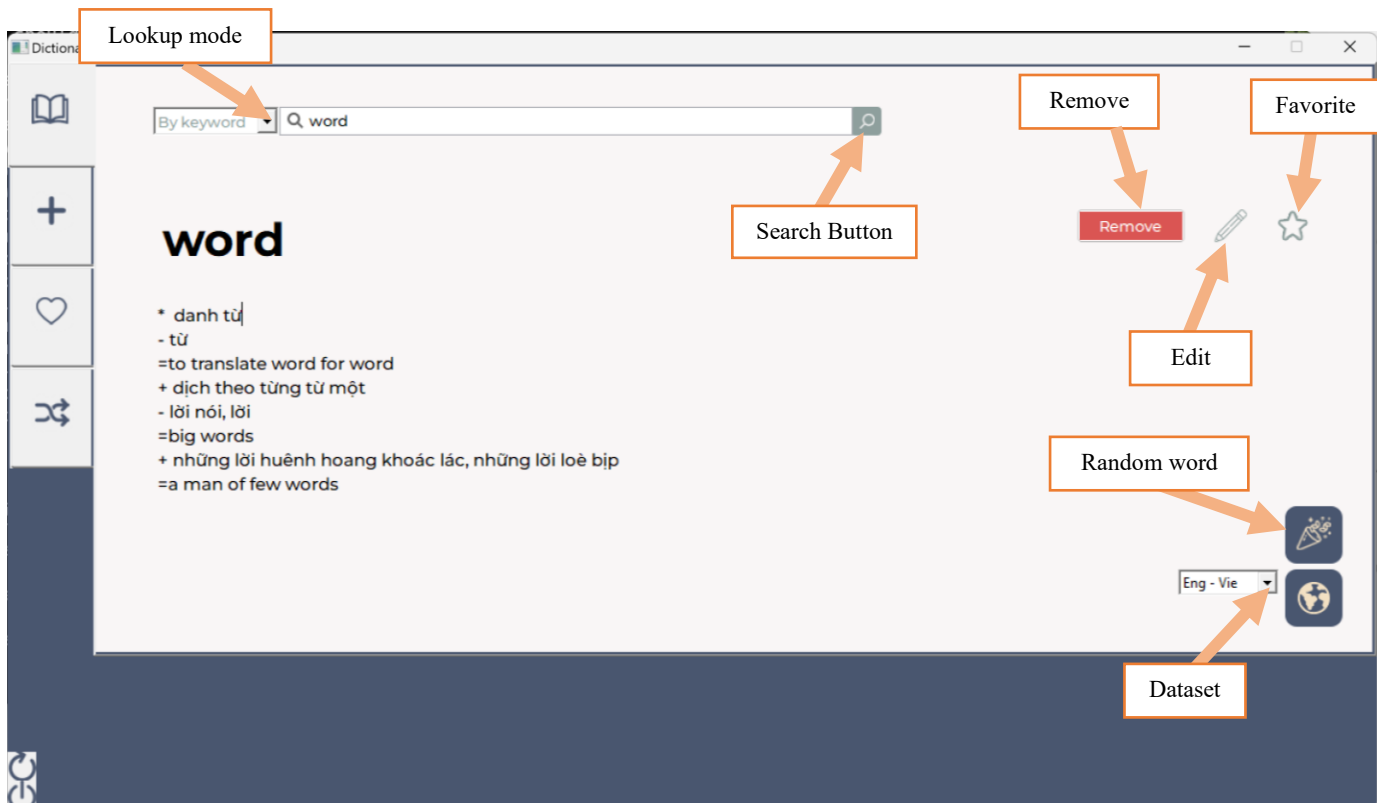 Lookup mode
Dictiona
Remove
Favorite
By keyword
word
Search Button
word
Remove
* danh từ
- từ
=to translate word for word
+ dịch theo từng từ một
- lời nói, lời
=big words
+ những lời huênh hoang khoác lác, những lời loè bịp
=a man of few words
Edit
Random word
Eng - Vie
Dataset